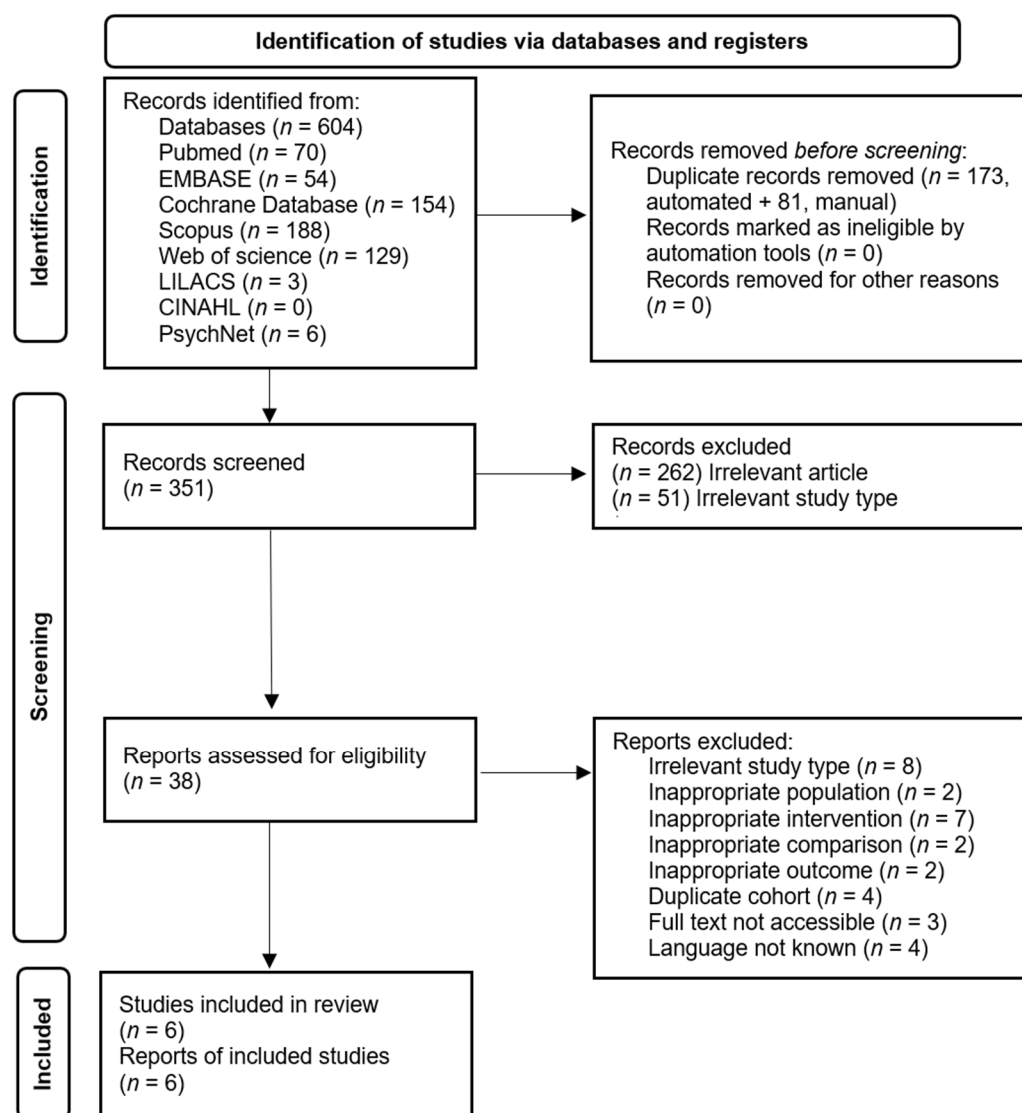 Identification of studies via databases and registers
Identification
Records identified from:
Databases (n = 604)
Pubmed (n = 70)
EMBASE (n = 54)
Cochrane Database (n = 154)
Scopus (n = 188)
Web of science (n = 129)
LILACS (n = 3)
CINAHL (n = 0)
PsychNet (n = 6)
Records removed before screening:
Duplicate records removed (n = 173,
automated + 81, manual)
Records marked as ineligible by
automation tools (n = 0)
Records removed for other reasons
(n = 0)
Screening
Records screened
(n = 351)
Records excluded
(n = 262) Irrelevant article
(n = 51) Irrelevant study type
Reports assessed for eligibility
(n = 38)
Reports excluded:
Irrelevant study type (n = 8)
Inappropriate population (n = 2)
Inappropriate intervention (n = 7)
Inappropriate comparison (n = 2)
Inappropriate outcome (n = 2)
Duplicate cohort (n = 4)
Full text not accessible (n = 3)
Language not known (n = 4)
Included
Studies included in review
(n = 6)
Reports of included studies
(n = 6)